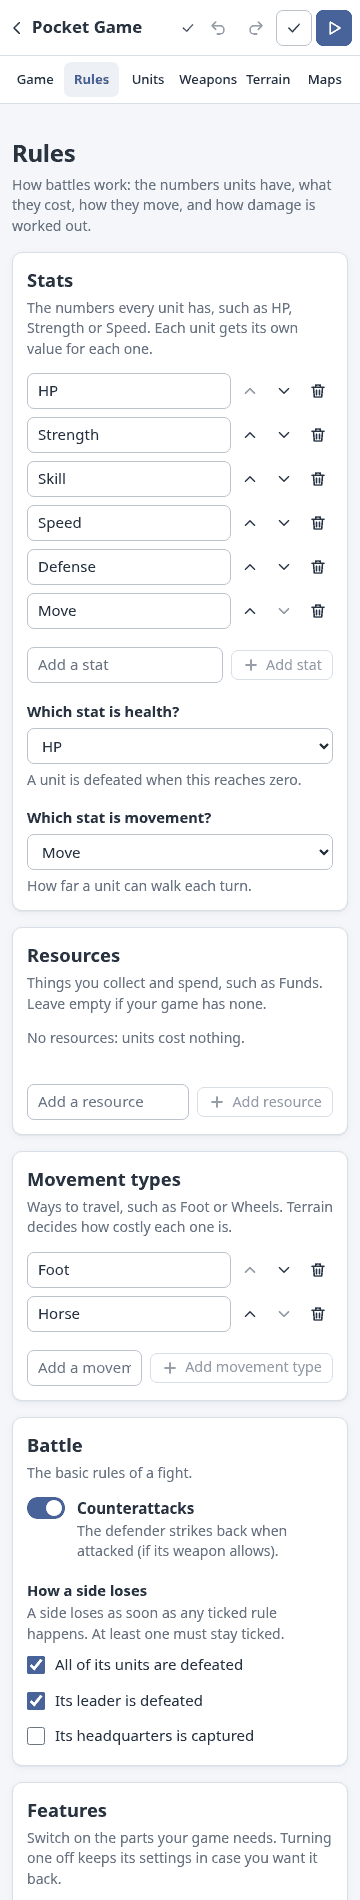 Pocket Game
Game Rules Units Weapons Terrain Maps
Rules
How battles work: the numbers units have, what
they cost, how they move, and how damage is
worked out.
Stats
The numbers every unit has, such as HP,
Strength or Speed. Each unit gets its own
value for each one.
HP
Strength
Skill
Speed
Defense
Move
Add a stat
Add stat
Which stat is health?
HP
A unit is defeated when this reaches zero.
Which stat is movement?
Move
How far a unit can walk each turn.
Resources
Things you collect and spend, such as Funds.
Leave empty if your game has none.
No resources: units cost nothing.
Add a resource
Add resource
Movement types
Ways to travel, such as Foot or Wheels. Terrain
decides how costly each one is.
Foot
Horse
Add a movem
Add movement type
Battle
The basic rules of a fight.
Counterattacks
The defender strikes back when
attacked (if its weapon allows).
How a side loses
A side loses as soon as any ticked rule
happens. At least one must stay ticked.
All of its units are defeated
Its leader is defeated
Its headquarters is captured
Features
Switch on the parts your game needs. Turning
one off keeps its settings in case you want it
back.